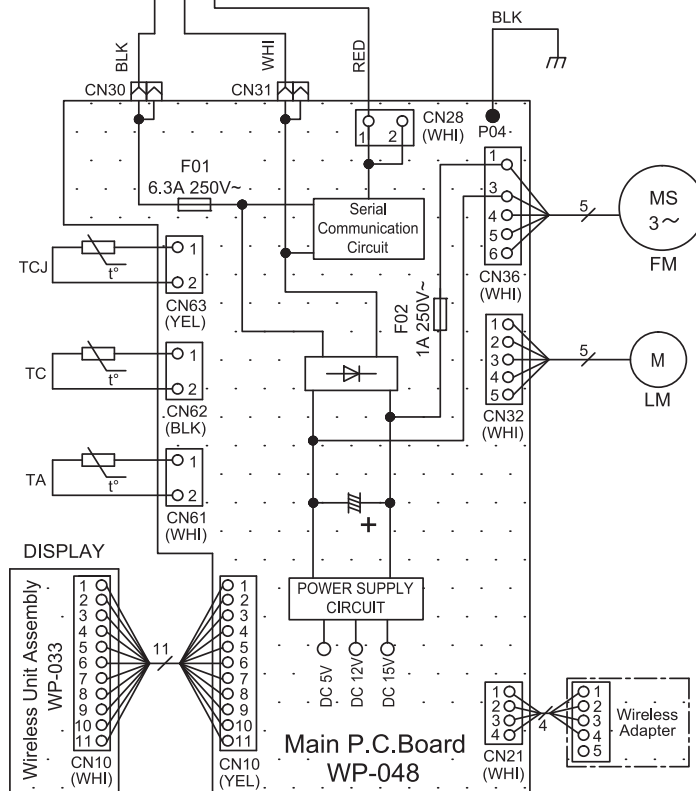 BLK
BLK
WHI
RED
CN30
CN31
CN28
(WHI)
1
2
P04
F01
6.3A 250V~
Serial
Communication
Circuit
1
3
4
5
6
CN36
(WHI)
5
MS
3~
FM
TCJ
t°
1
2
CN63
(YEL)
F02
1A 250V~
TC
t°
1
2
CN62
(BLK)
1
2
3
4
5
CN32
(WHI)
5
M
LM
TA
t°
1
2
CN61
(WHI)
+
DISPLAY
Wireless Unit Assembly
WP-033
1
2
3
4
5
6
7
8
9
10
11
CN10
(WHI)
11
1
2
3
4
5
6
7
8
9
10
11
CN10
(YEL)
POWER SUPPLY
CIRCUIT
DC 5V
DC 12V
DC 15V
Main P.C.Board
WP-048
1
2
3
4
CN21
(WHI)
4
1
2
3
4
5
Wireless
Adapter